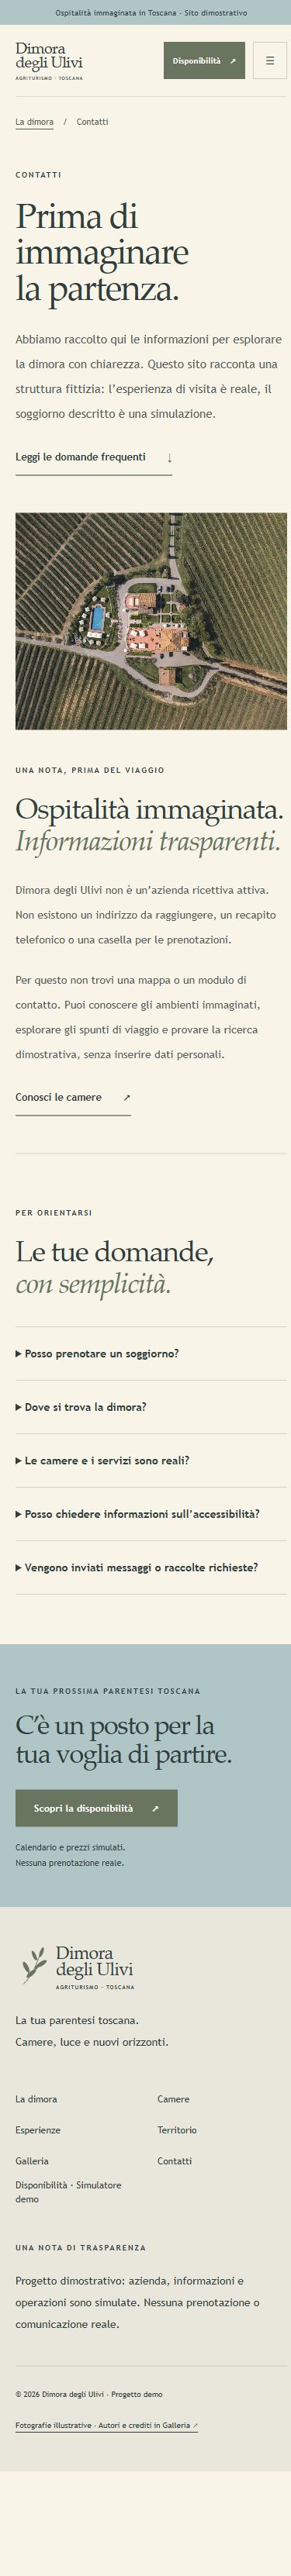 Ospitalità immaginata in Toscana · Sito dimostrativo
Dimora
degli Ulivi
AGRITURISMO · TOSCANA
Disponibilità ↗
☰
La dimora / Contatti
CONTATTI
Prima di
immaginare
la partenza.
Abbiamo raccolto qui le informazioni per esplorare
la dimora con chiarezza. Questo sito racconta una
struttura fittizia: l’esperienza di visita è reale, il
soggiorno descritto è una simulazione.
Leggi le domande frequenti ↓
UNA NOTA, PRIMA DEL VIAGGIO
Ospitalità immaginata.
Informazioni trasparenti.
Dimora degli Ulivi non è un’azienda ricettiva attiva.
Non esistono un indirizzo da raggiungere, un recapito
telefonico o una casella per le prenotazioni.
Per questo non trovi una mappa o un modulo di
contatto. Puoi conoscere gli ambienti immaginati,
esplorare gli spunti di viaggio e provare la ricerca
dimostrativa, senza inserire dati personali.
Conosci le camere ↗
PER ORIENTARSI
Le tue domande,
con semplicità.
▶ Posso prenotare un soggiorno?
▶ Dove si trova la dimora?
▶ Le camere e i servizi sono reali?
▶ Posso chiedere informazioni sull’accessibilità?
▶ Vengono inviati messaggi o raccolte richieste?
LA TUA PROSSIMA PARENTESI TOSCANA
C’è un posto per la
tua voglia di partire.
Scopri la disponibilità ↗
Calendario e prezzi simulati.
Nessuna prenotazione reale.
Dimora
degli Ulivi
AGRITURISMO · TOSCANA
La tua parentesi toscana.
Camere, luce e nuovi orizzonti.
La dimora Camere
Esperienze Territorio
Galleria Contatti
Disponibilità · Simulatore
demo
UNA NOTA DI TRASPARENZA
Progetto dimostrativo: azienda, informazioni e
operazioni sono simulate. Nessuna prenotazione o
comunicazione reale.
© 2026 Dimora degli Ulivi · Progetto demo
Fotografie illustrative · Autori e crediti in Galleria ↗